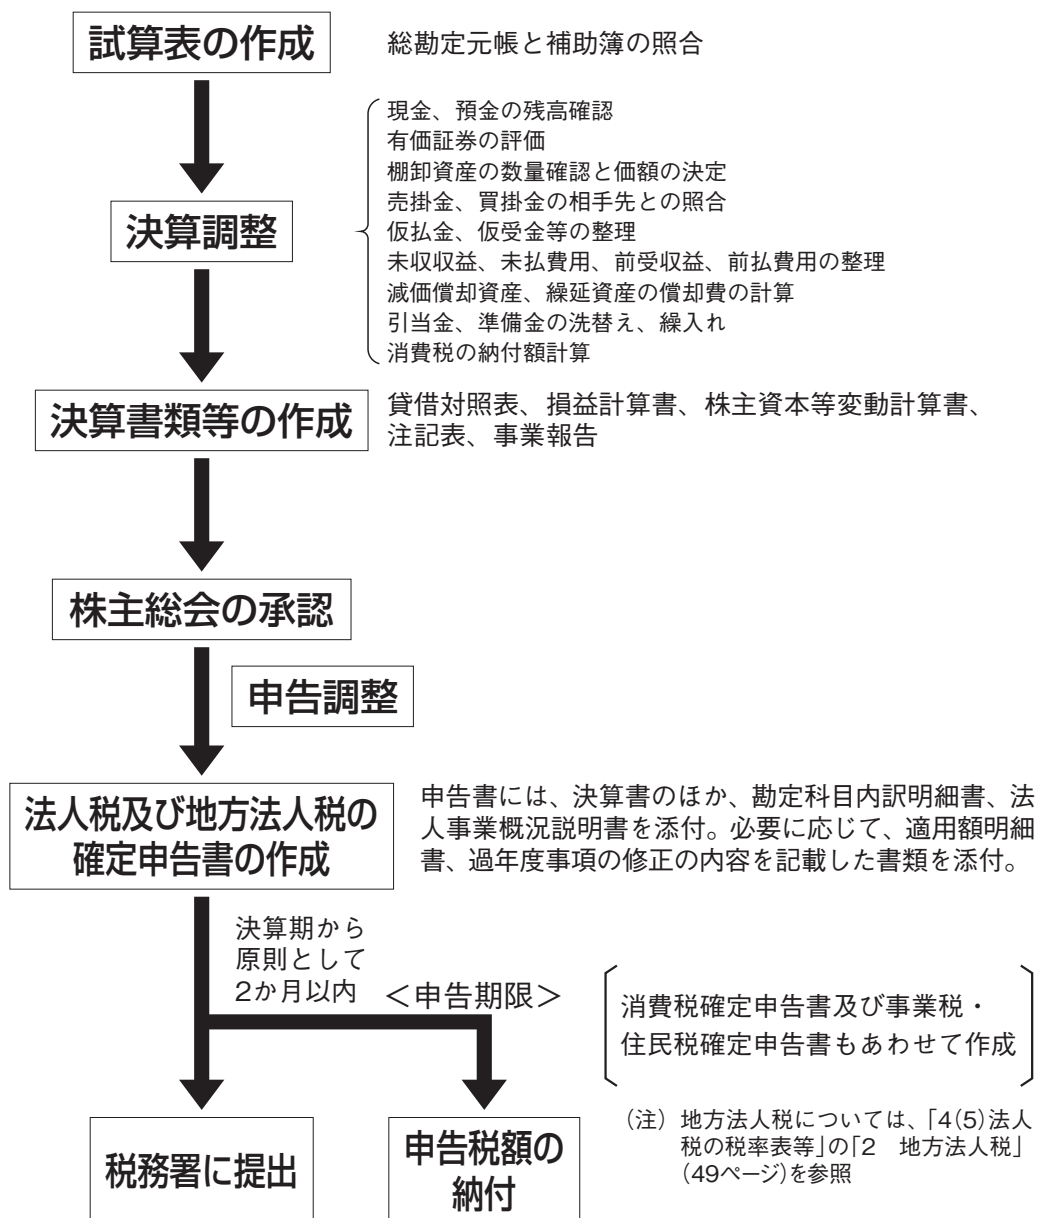 試算表の作成
総勘定元帳と補助簿の照合
現金、預金の残高確認
有価証券の評価
棚卸資産の数量確認と価額の決定
売掛金、買掛金の相手先との照合
仮払金、仮受金等の整理
未収収益、未払費用、前受収益、前払費用の整理
減価償却資産、繰延資産の償却費の計算
引当金、準備金の洗替え、繰入れ
消費税の納付額計算
決算調整
決算書類等の作成
貸借対照表、損益計算書、株主資本等変動計算書、
注記表、事業報告
株主総会の承認
申告調整
法人税及び地方法人税の
確定申告書の作成
申告書には、決算書のほか、勘定科目内訳明細書、法
人事業概況説明書を添付。必要に応じて、適用額明細
書、過年度事項の修正の内容を記載した書類を添付。
決算期から
原則として
2か月以内
＜申告期限＞
消費税確定申告書及び事業税・
住民税確定申告書もあわせて作成
税務署に提出
申告税額の
納付
（注）地方法人税については、「4(5)法人
税の税率表等」の「2　地方法人税」
(49ページ)を参照